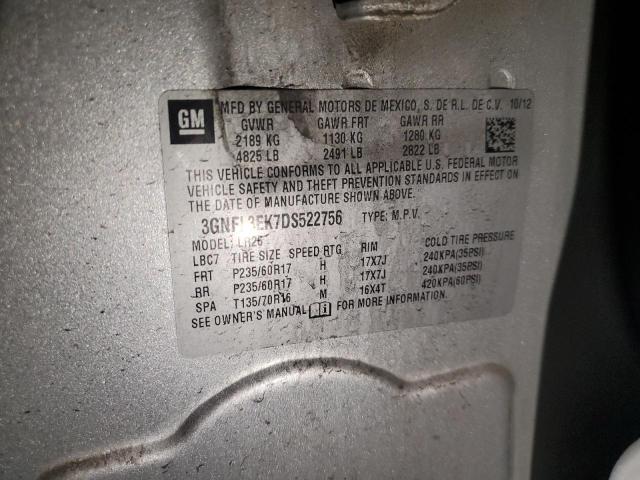 GM
MFD BY GENERAL MOTORS DE MEXICO, S. DE R.L. DE C.V. 10/12
GVWR GAWR FRT GAWR RR
2189 KG 1130 KG 1280 KG
4825 LB 2491 LB 2822 LB
THIS VEHICLE CONFORMS TO ALL APPLICABLE U.S. FEDERAL MOTOR
VEHICLE SAFETY AND THEFT PREVENTION STANDARDS IN EFFECT ON
THE DATE OF MANUFACTURE SHOWN ABOVE.
TYPE: M.P.V.
MODEL: LR26
LBC7 TIRE SIZE SPEED RTG RIM COLD TIRE PRESSURE
FRT P235/60R17 H 17X7J 240KPA(35PSI)
RR P235/60R17 H 17X7J 240KPA(35PSI)
SPA T135/70R16 M 16X4T 420KPA(60PSI)
SEE OWNER'S MANUAL FOR MORE INFORMATION.